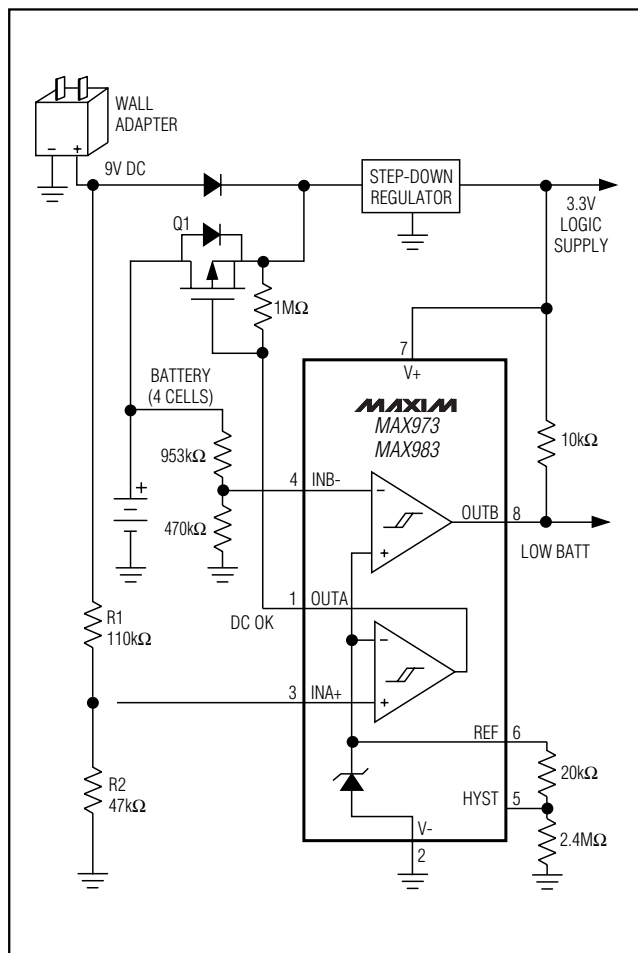 WALL
ADAPTER
−
+
9V DC
STEP-DOWN
REGULATOR
3.3V
LOGIC
SUPPLY
Q1
1MΩ
7
V+
BATTERY
(4 CELLS)
MAXIM
MAX973
MAX983
953kΩ
10kΩ
4
INB-
−
+
470kΩ
OUTB
8
+
LOW BATT
1
OUTA
DC OK
R1
110kΩ
−
+
3
INA+
REF
6
20kΩ
R2
47kΩ
HYST
5
V-
2.4MΩ
2